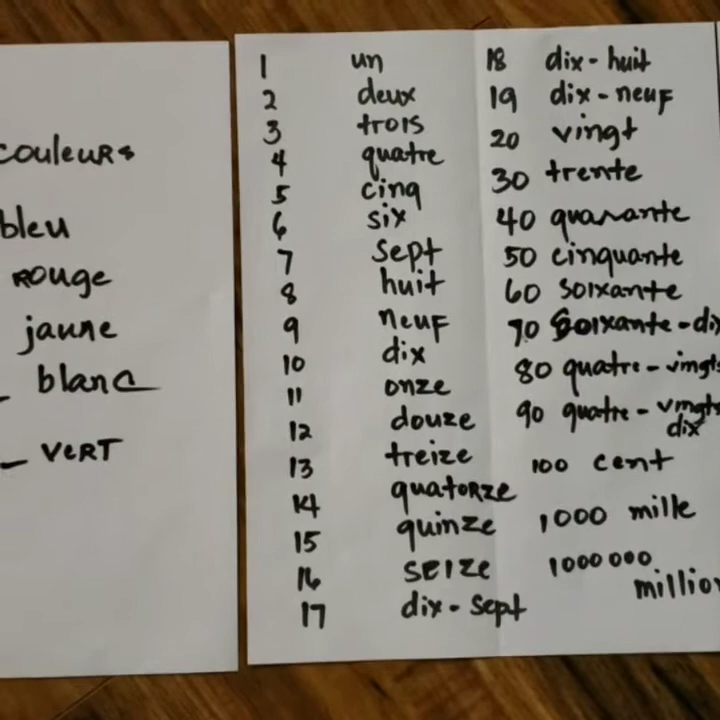 couleurs
bleu
rouge
jaune
blanc
vert
1 un
2 deux
3 trois
4 quatre
5 cinq
6 six
7 sept
8 huit
9 neuf
10 dix
11 onze
12 douze
13 treize
14 quatorze
15 quinze
16 seize
17 dix-sept
18 dix-huit
19 dix-neuf
20 vingt
30 trente
40 quarante
50 cinquante
60 soixante
70 soixante-dix
80 quatre-vingts
90 quatre-vingts
dix
100 cent
1000 mille
1000000
million